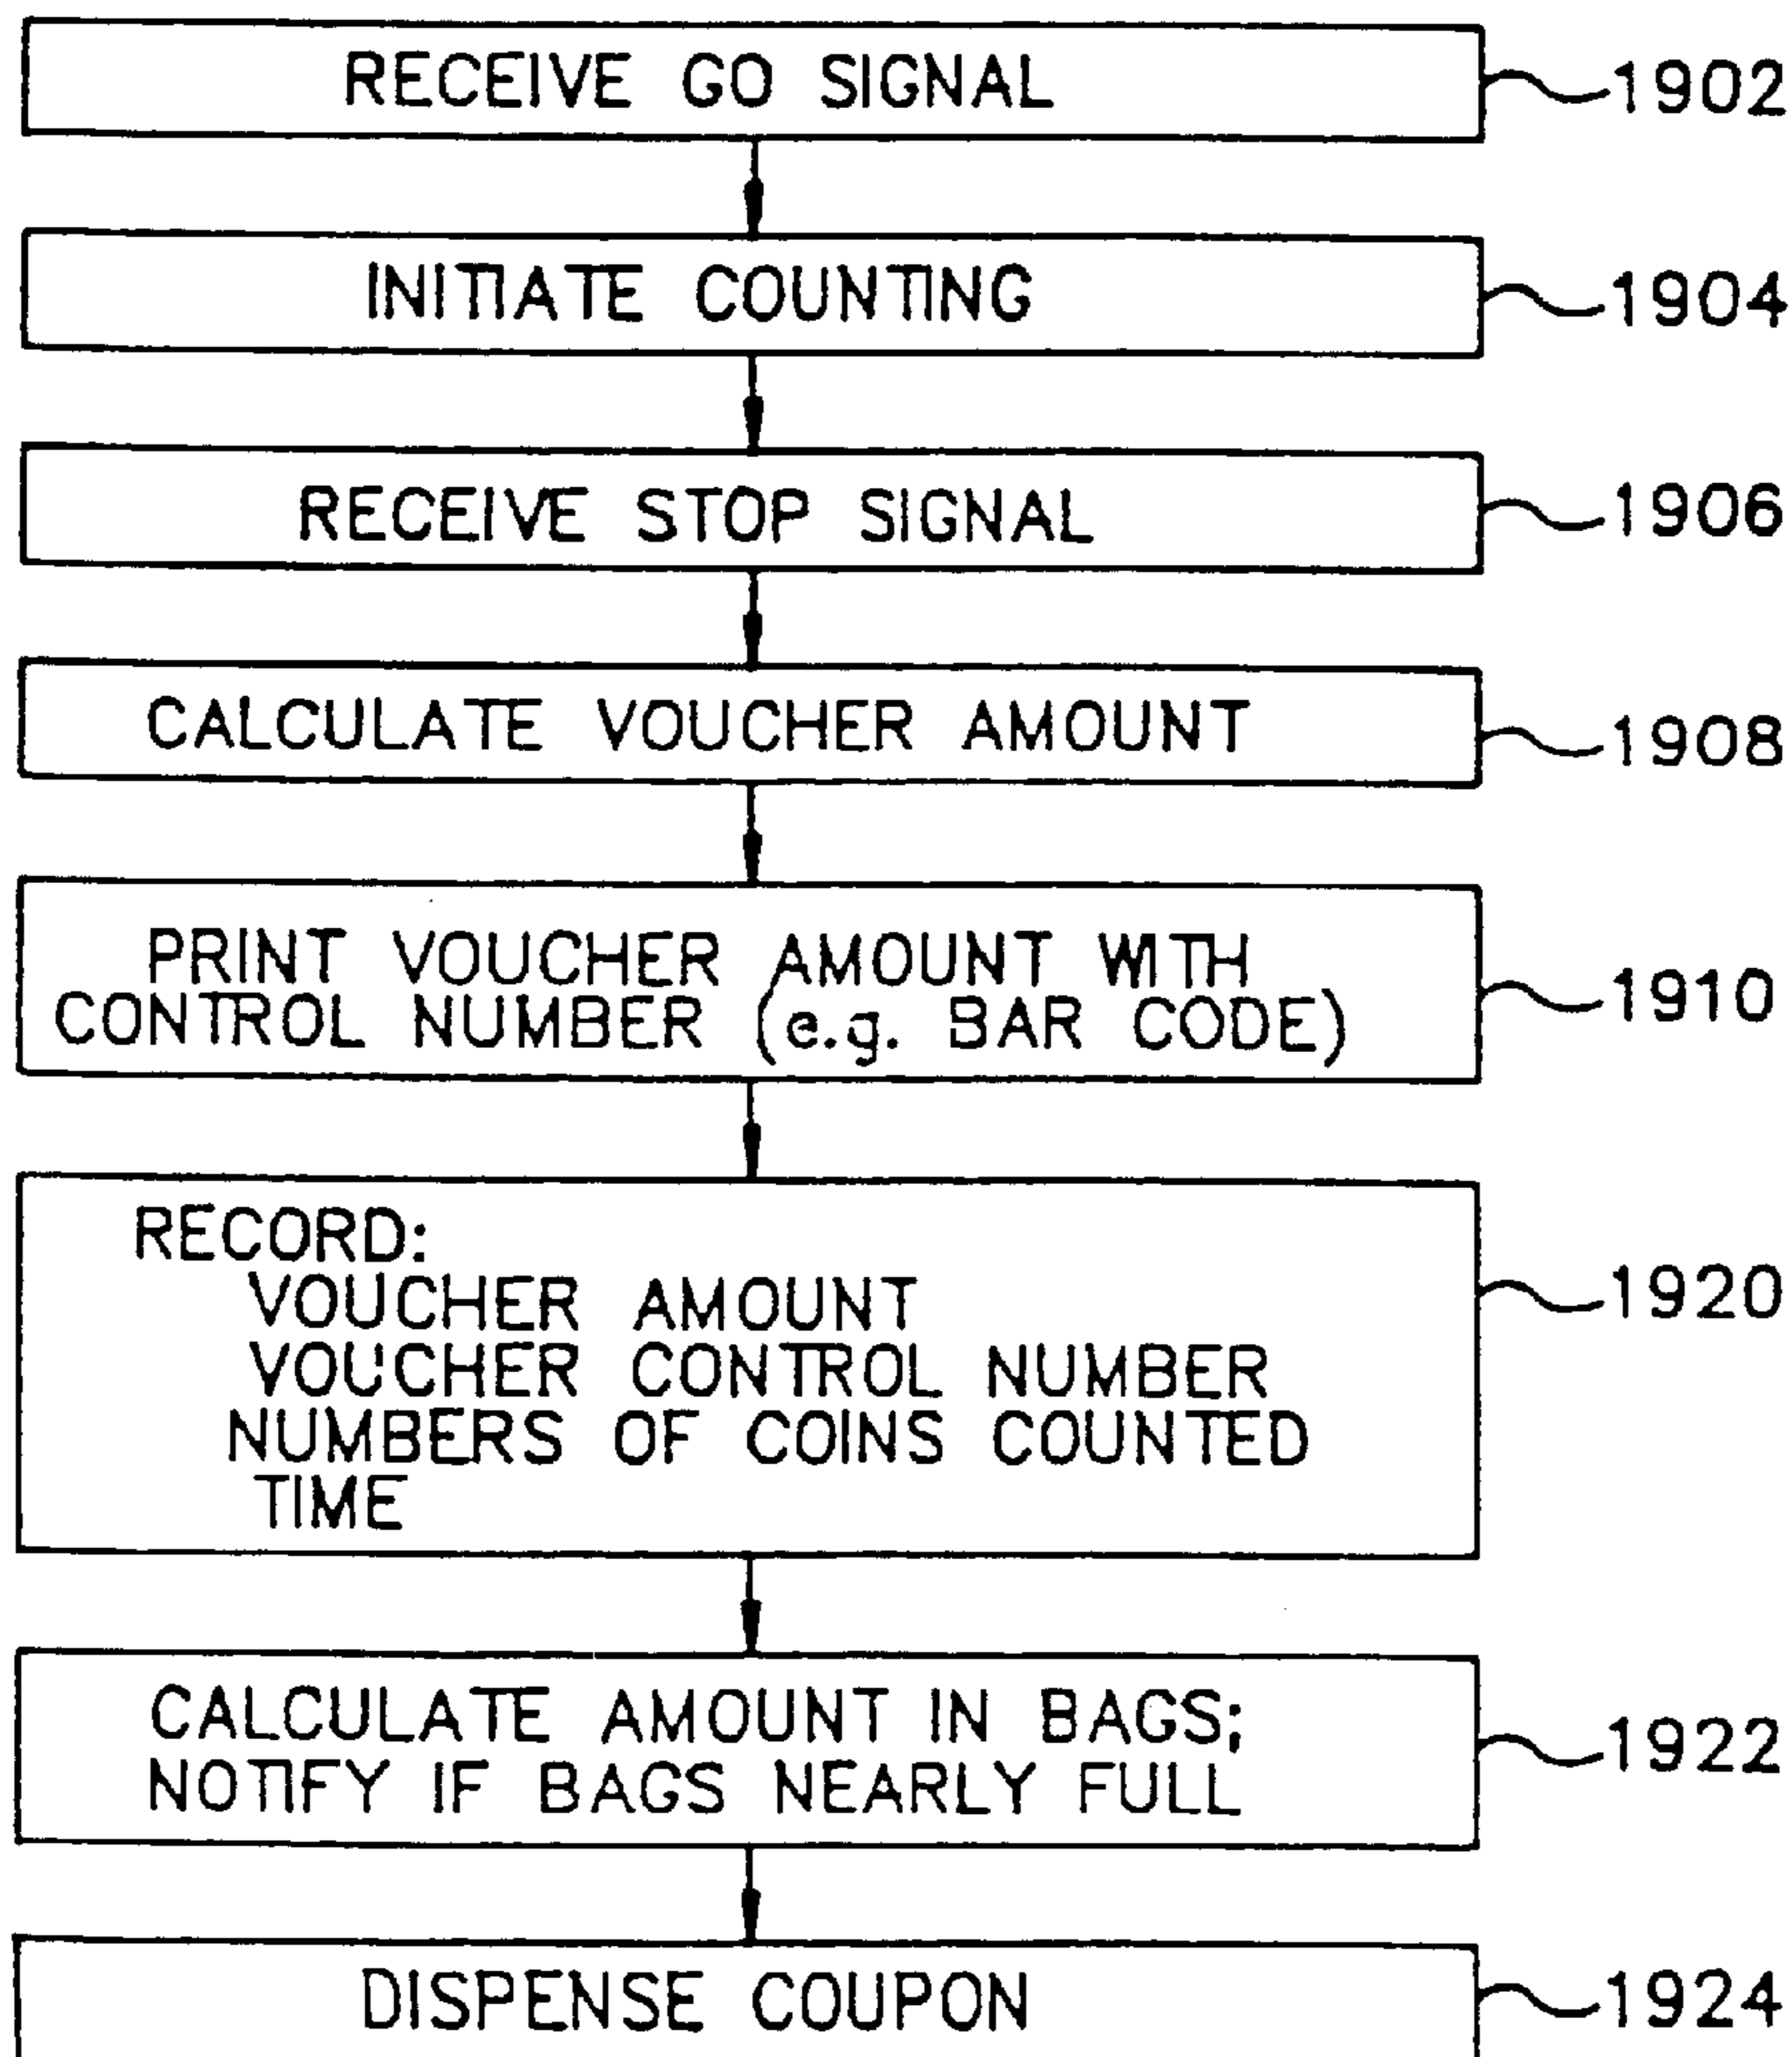 RECEIVE GO SIGNAL
1902
INITIATE COUNTING
1904
RECEIVE STOP SIGNAL
1906
CALCULATE VOUCHER AMOUNT
1908
PRINT VOUCHER AMOUNT WITH
CONTROL NUMBER (e.g. BAR CODE)
1910
RECORD:
VOUCHER AMOUNT
VOUCHER CONTROL NUMBER
NUMBERS OF COINS COUNTED
TIME
1920
CALCULATE AMOUNT IN BAGS;
NOTIFY IF BAGS NEARLY FULL
1922
DISPENSE COUPON
1924